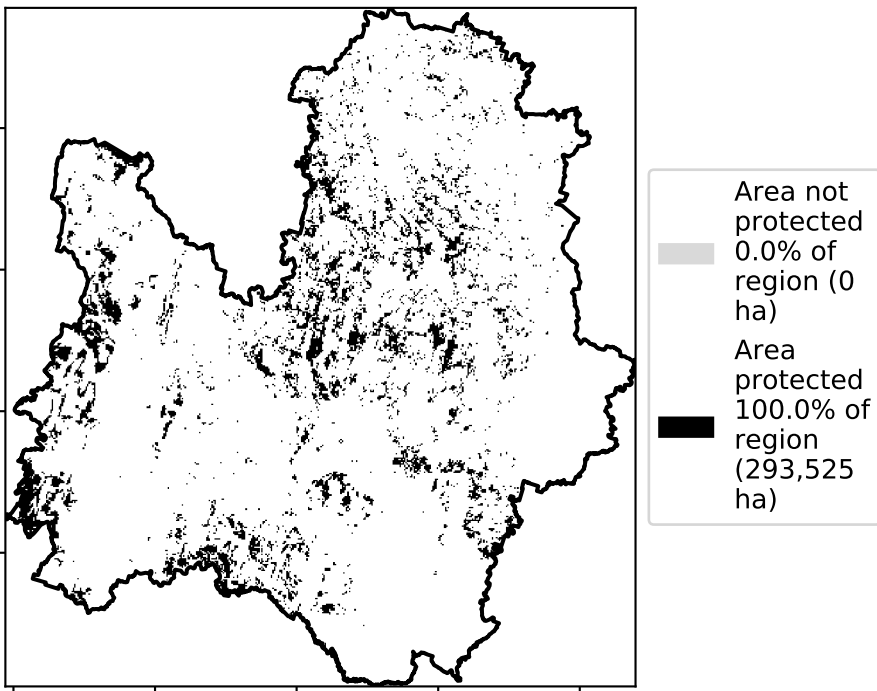 Area not
protected
0.0% of
region (0
ha)
Area
protected
100.0% of
region
(293,525
ha)